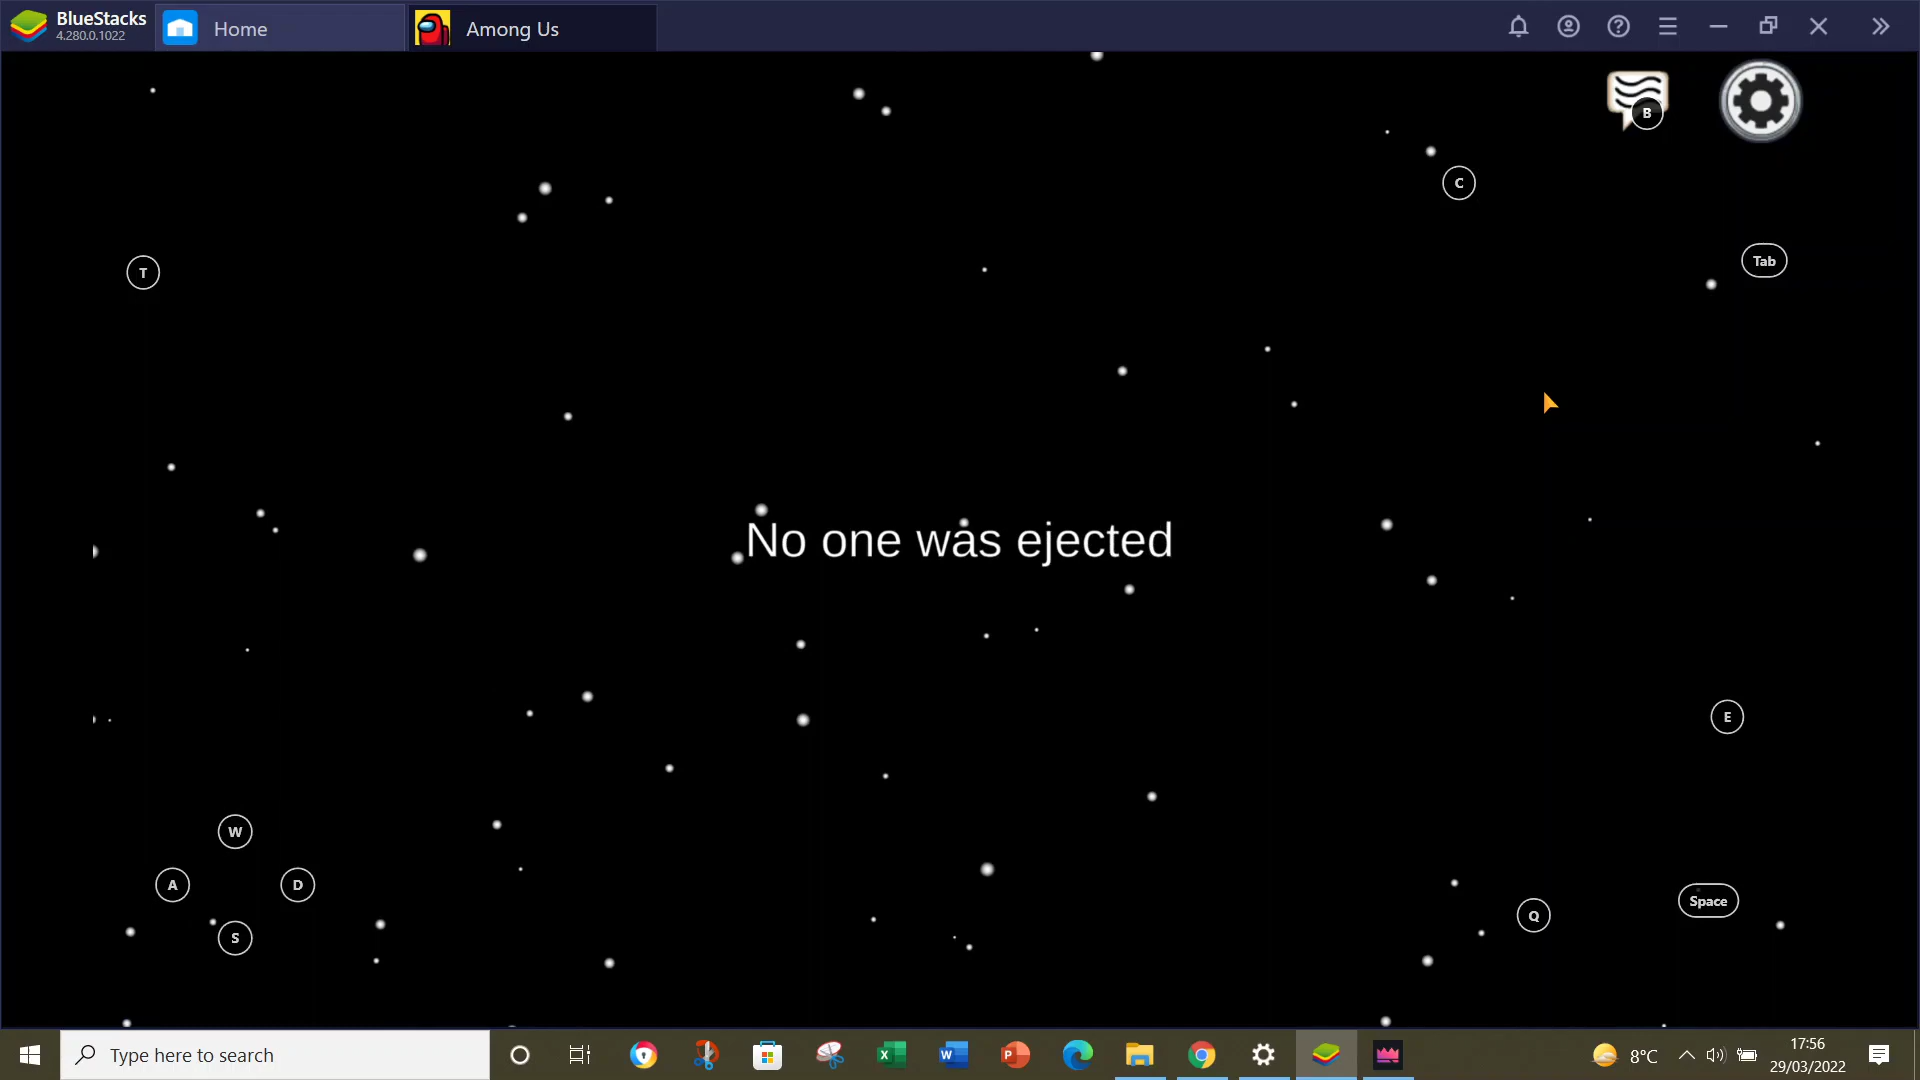 BlueStacks
4.280.0.1022
Home
Among Us
B
C
T
Tab
No one was ejected
E
W
A
D
S
Q
Space
Type here to search
8°C
17:56
29/03/2022